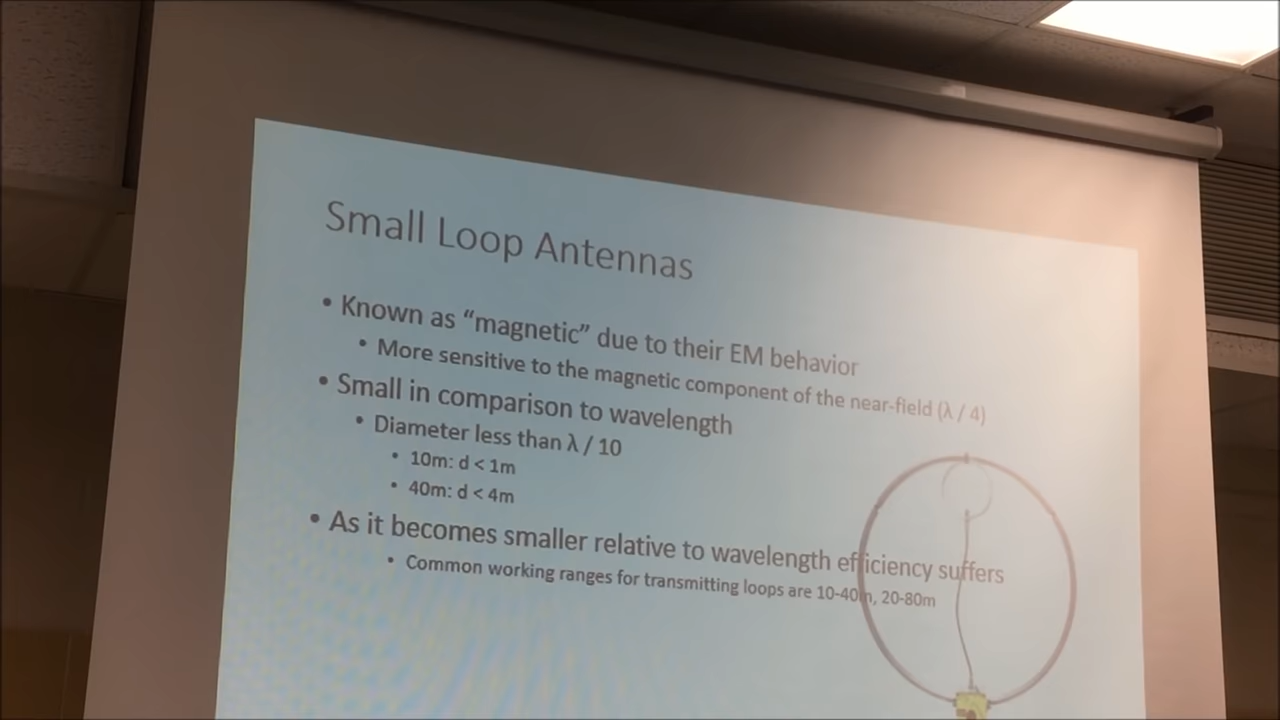 Small Loop Antennas
• Known as “magnetic” due to their EM behavior
• More sensitive to the magnetic component of the near-field (λ / 4)
• Small in comparison to wavelength
• Diameter less than λ / 10
• 10m: d < 1m
• 40m: d < 4m
• As it becomes smaller relative to wavelength efficiency suffers
• Common working ranges for transmitting loops are 10-40m, 20-80m